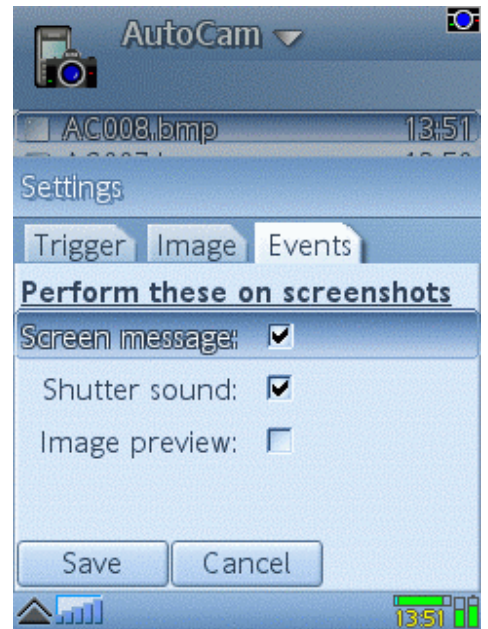 AutoCam
AC008.bmp 13:51
Settings
Trigger Image Events
Perform these on screenshots
Screen message:
Shutter sound:
Image preview:
Save Cancel
13:51